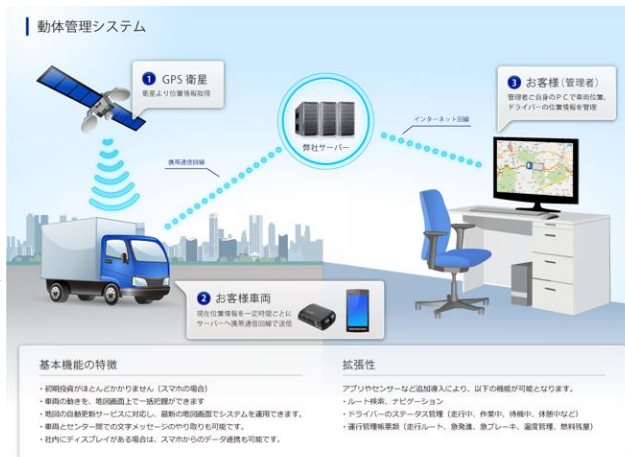 動体管理システム
1 GPS 衛星
衛星より位置情報取得
3 お客様(管理者)
管理者ご自身のPCで車両位置、
ドライバーの位置情報を管理
弊社サーバー
インターネット回線
携帯通信回線
2 お客様車両
現在位置情報を一定時間ごとに
サーバーへ携帯通信回線で送信
基本機能の特徴
・初期投資がほとんどかかりません(スマホの場合)
・車両の動きを、地図画面上で一括把握ができます
・地図の自動更新サービスに対応し、最新の地図画面でシステムを運用できます。
・車両とセンター間での文字メッセージのやり取りも可能です。
・社内にディスプレイがある場合は、スマホからのデータ連携も可能です。
拡張性
アプリやセンサーなど追加導入により、以下の機能が可能となります。
・ルート検索、ナビゲーション
・ドライバーのステータス管理(走行中、作業中、待機中、休憩中など)
・運行管理帳票類(走行ルート、急発進、急ブレーキ、温度管理、燃料残量)